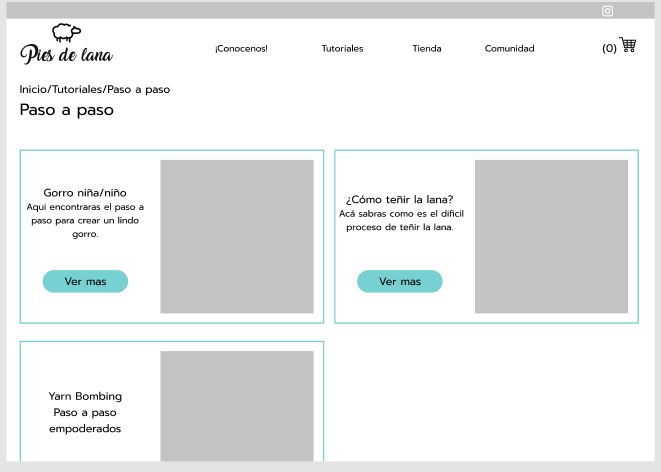 Pies de lana
¡Conocenos!
Tutoriales
Tienda
Comunidad
(0)
Inicio/Tutoriales/Paso a paso
Paso a paso
Gorro niña/niño
Aqui encontraras el paso a
paso para crear un lindo
gorro.
Ver mas
¿Cómo teñir la lana?
Acá sabras como es el dificil
proceso de teñir la lana.
Ver mas
Yarn Bombing
Paso a paso
empoderados